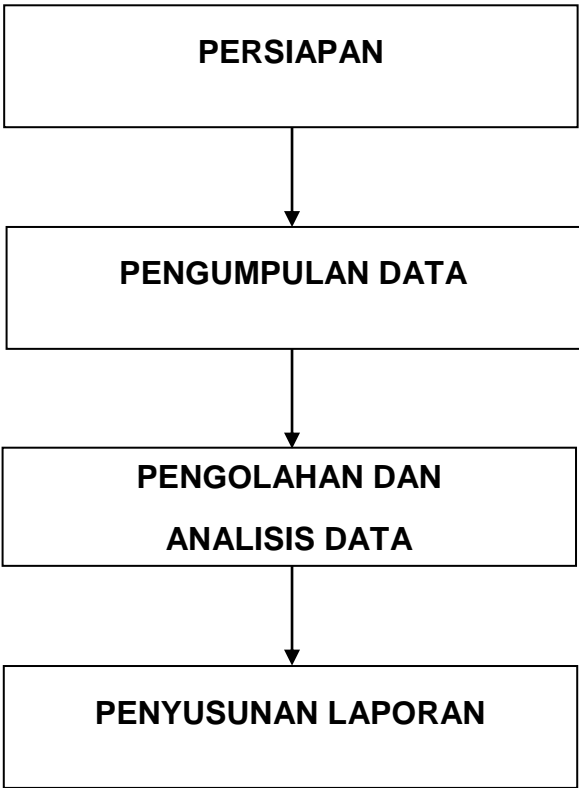 PERSIAPAN
PENGUMPULAN DATA
PENGOLAHAN DAN
ANALISIS DATA
PENYUSUNAN LAPORAN